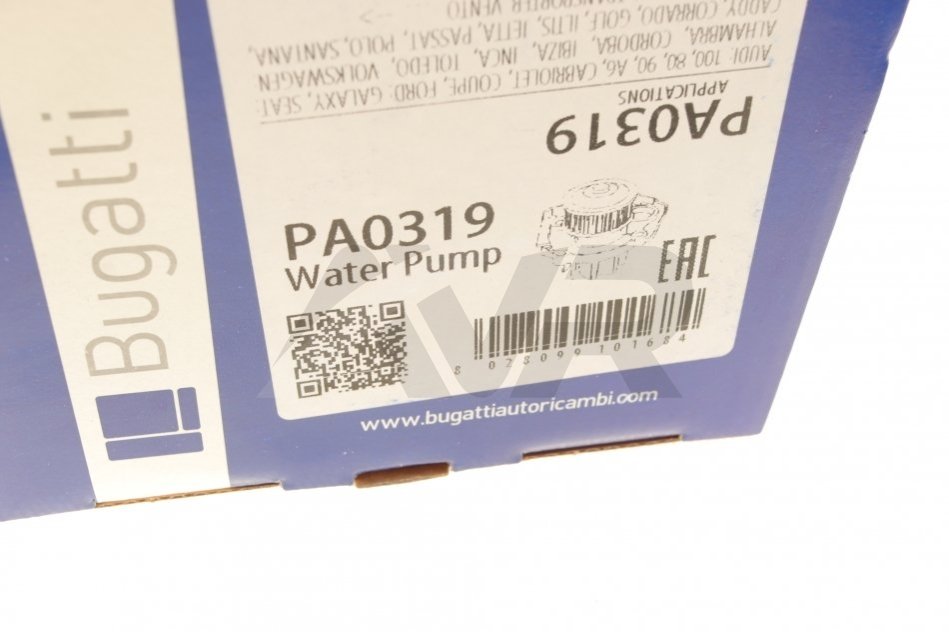 Bugatti
PA0319
APPLICATIONS
AUDI: 100, 80, 90, A6, CABRIOLET, COUPE, FORD: GALAXY, SEAT:
ALHAMBRA, CORDOBA, IBIZA, INCA, TOLEDO, VOLKSWAGEN
CADDY, CORRADO, GOLF, ILTIS, JETTA, PASSAT, POLO, SANTANA,
TRANSPORTER, VENTO
PA0319
Water Pump
EAC
8 028099 101684
AVR
www.bugattiautoricambi.com